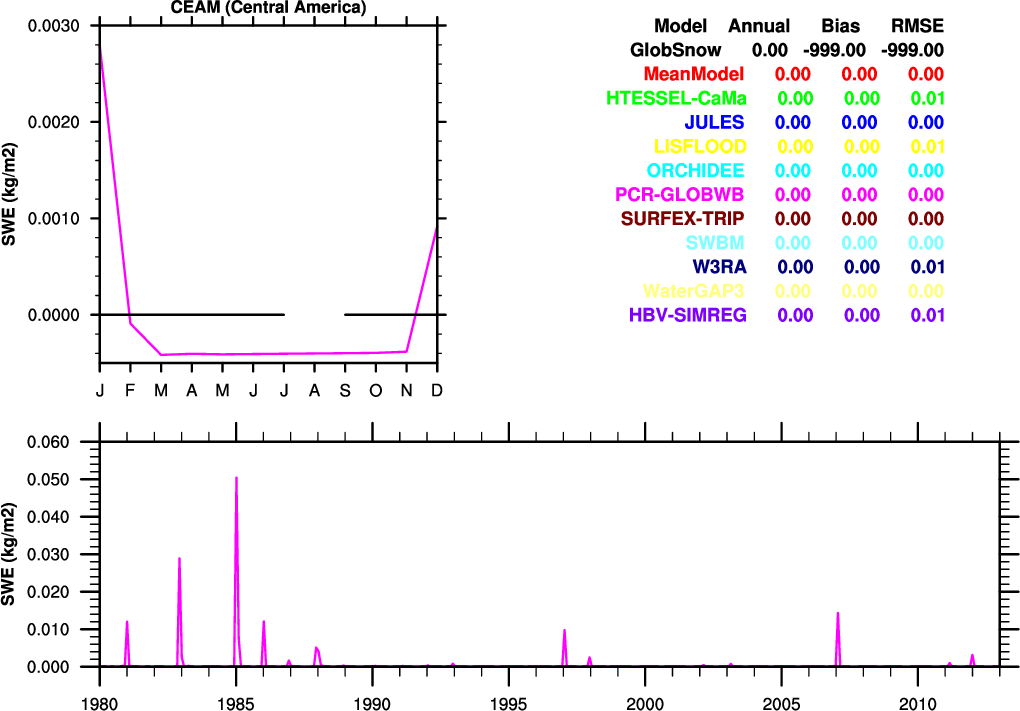 CEAM (Central America)
0.0030
0.0020
0.0010
0.0000
SWE (kg/m2)
J F M A M J J A S O N D
Model Annual Bias RMSE
GlobSnow 0.00 -999.00 -999.00
MeanModel 0.00 0.00 0.00
HTESSEL-CaMa 0.00 0.00 0.01
JULES 0.00 0.00 0.00
LISFLOOD 0.00 0.00 0.01
ORCHIDEE 0.00 0.00 0.00
PCR-GLOBWB 0.00 0.00 0.00
SURFEX-TRIP 0.00 0.00 0.00
SWBM 0.00 0.00 0.00
W3RA 0.00 0.00 0.01
WaterGAP3 0.00 0.00 0.00
HBV-SIMREG 0.00 0.00 0.01
0.060
0.050
0.040
0.030
0.020
0.010
0.000
SWE (kg/m2)
1980 1985 1990 1995 2000 2005 2010